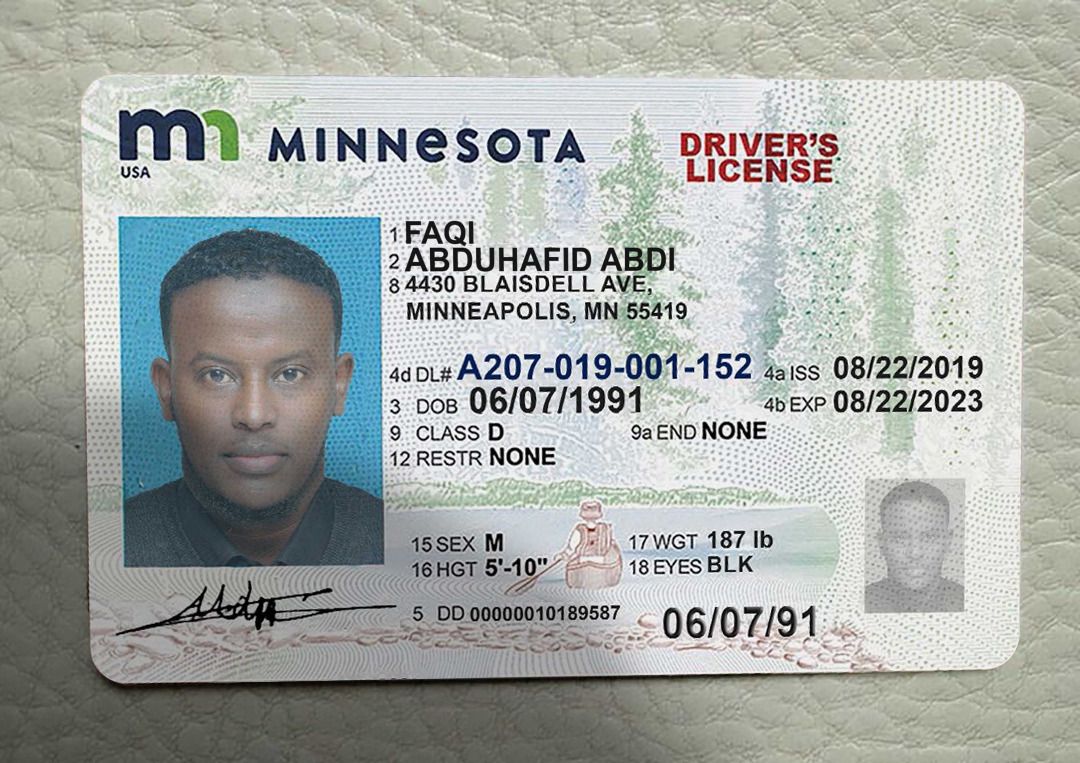 mn MINNESOTA
USA
DRIVER'S
LICENSE
1 FAQI
2 ABDUHAFID ABDI
8 4430 BLAISDELL AVE,
MINNEAPOLIS, MN 55419
4d DL# A207-019-001-152 4a ISS 08/22/2019
3 DOB 06/07/1991 4b EXP 08/22/2023
9 CLASS D 9a END NONE
12 RESTR NONE
15 SEX M 17 WGT 187 lb
16 HGT 5'-10" 18 EYES BLK
5 DD 00000010189587 06/07/91